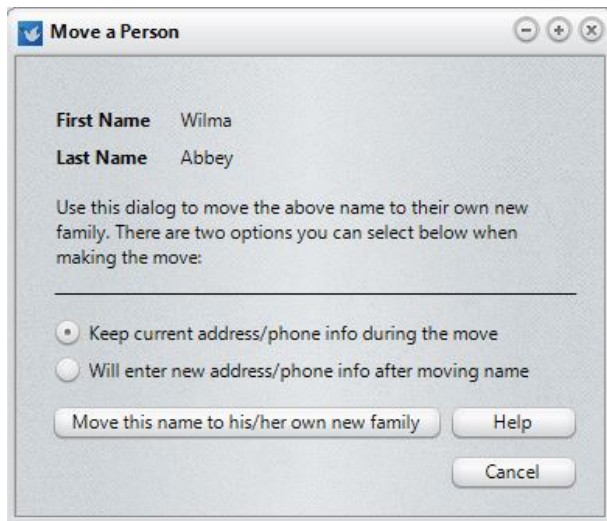 Move a Person
First Name Wilma
Last Name Abbey
Use this dialog to move the above name to their own new
family. There are two options you can select below when
making the move:
Keep current address/phone info during the move
Will enter new address/phone info after moving name
Move this name to his/her own new family Help
Cancel